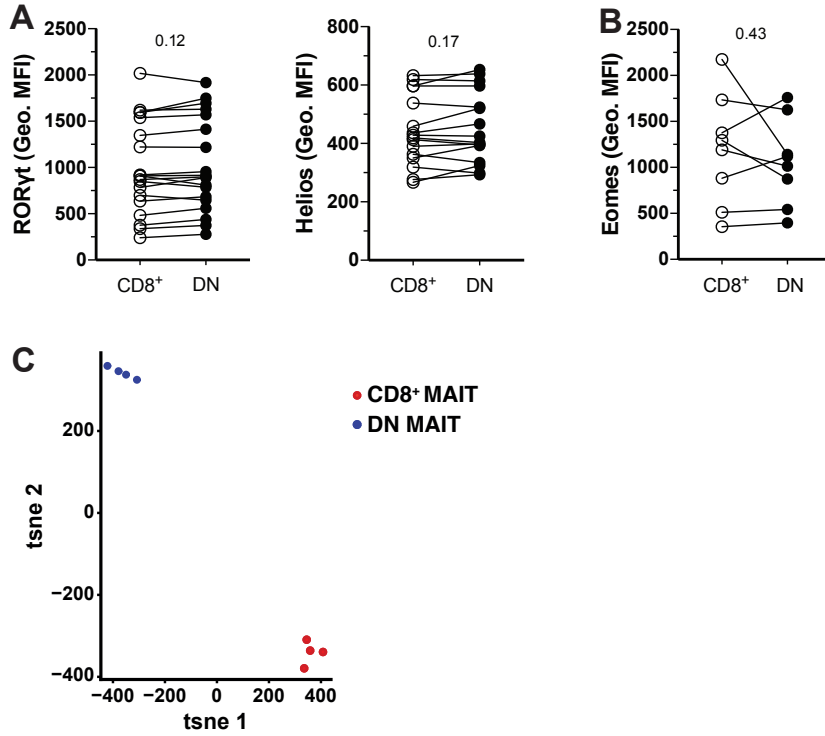 A
RORγt (Geo. MFI)
2500
2000
1500
1000
500
0
0.12
CD8⁺ DN
Helios (Geo. MFI)
800
600
400
200
0
0.17
CD8⁺ DN
B
Eomes (Geo. MFI)
2500
2000
1500
1000
500
0
0.43
CD8⁺ DN
C
tsne 2
200
0
−200
−400
−400 −200 0 200 400
tsne 1
CD8⁺ MAIT
DN MAIT